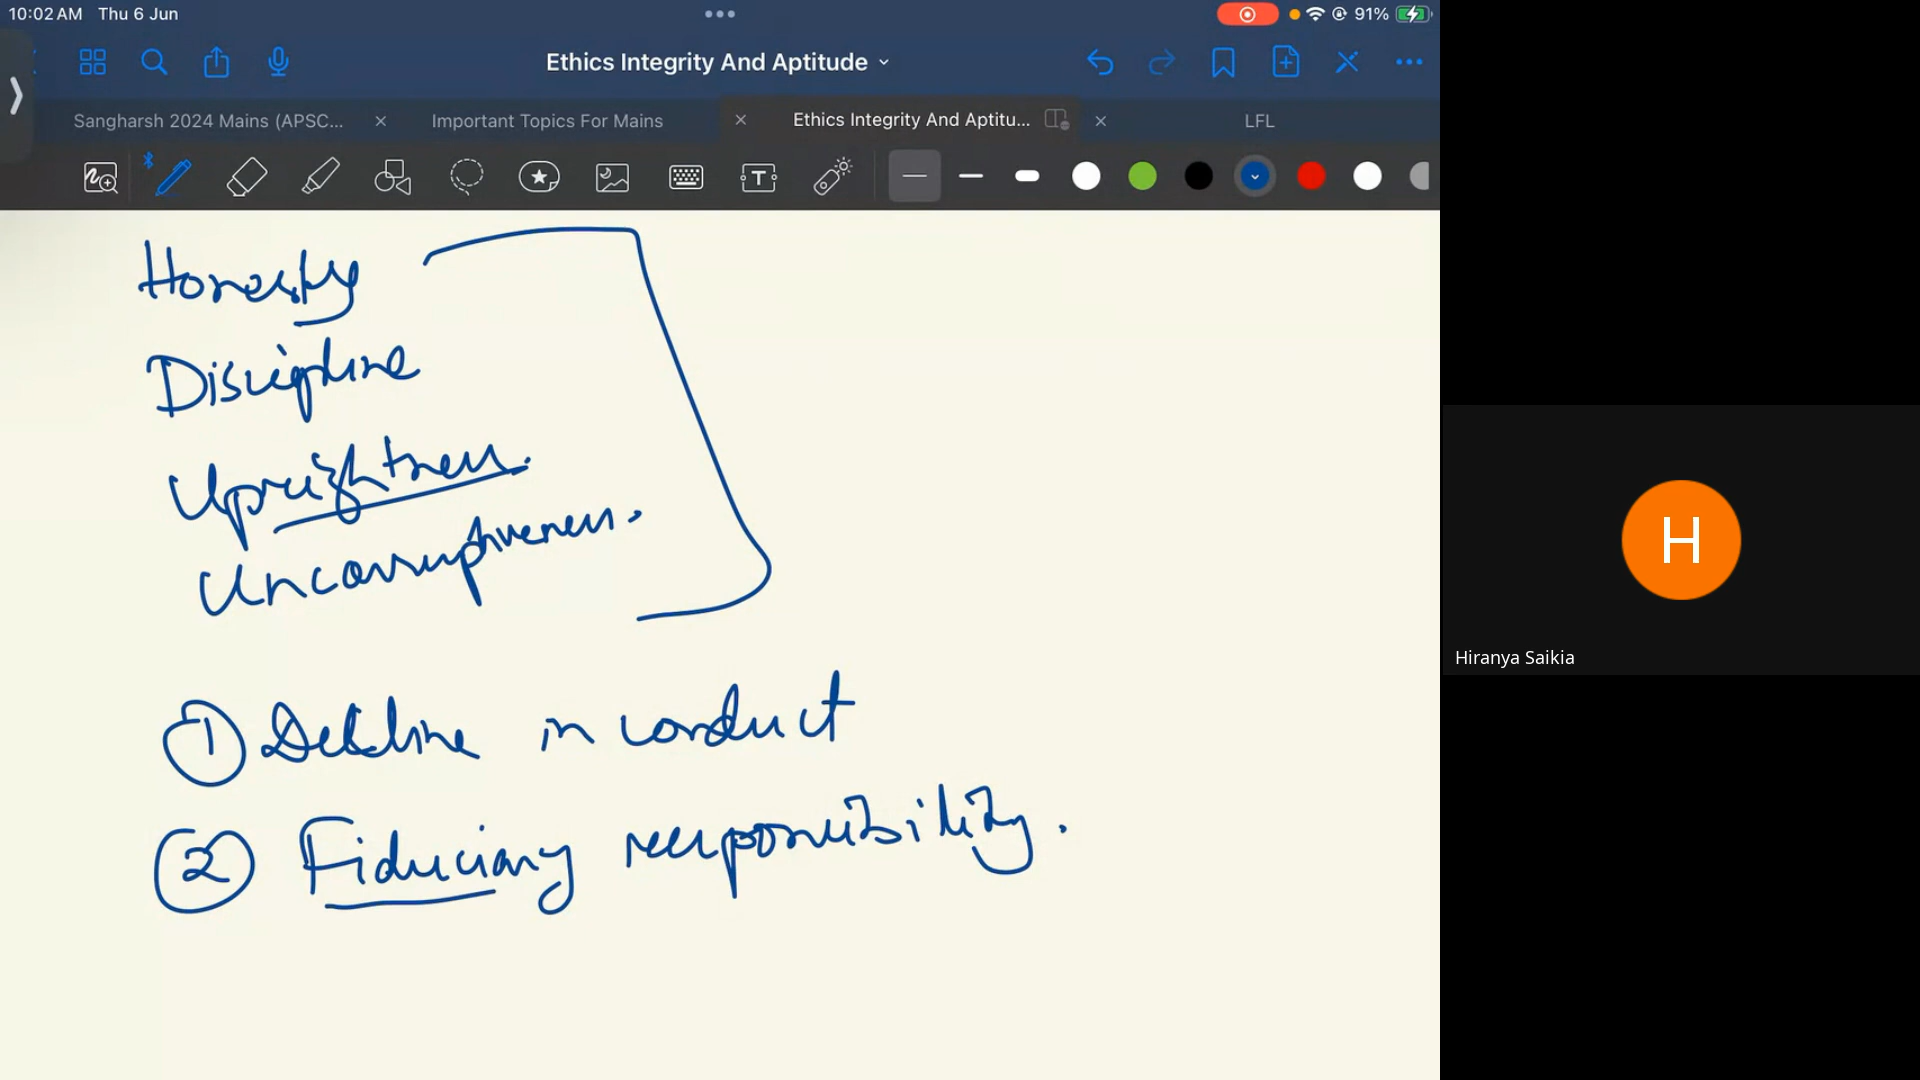 10:02 AM Thu 6 Jun
91%
Ethics Integrity And Aptitude
Sangharsh 2024 Mains (APSC...
Important Topics For Mains
Ethics Integrity And Aptitu...
LFL
Honesty
Discipline
Uprightness.
Uncorruptiveness.
① Decline in conduct
② Fiduciary responsibility.
H
Hiranya Saikia